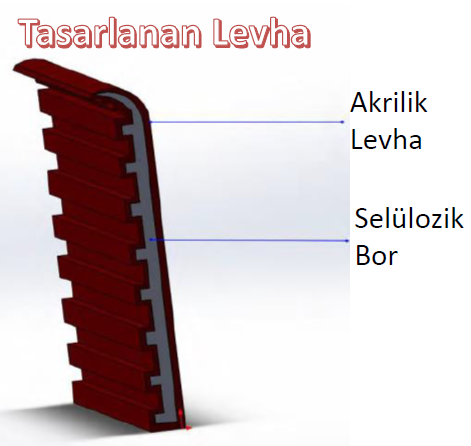 Tasarlanan Levha
Akrilik
Levha
Selülozik
Bor